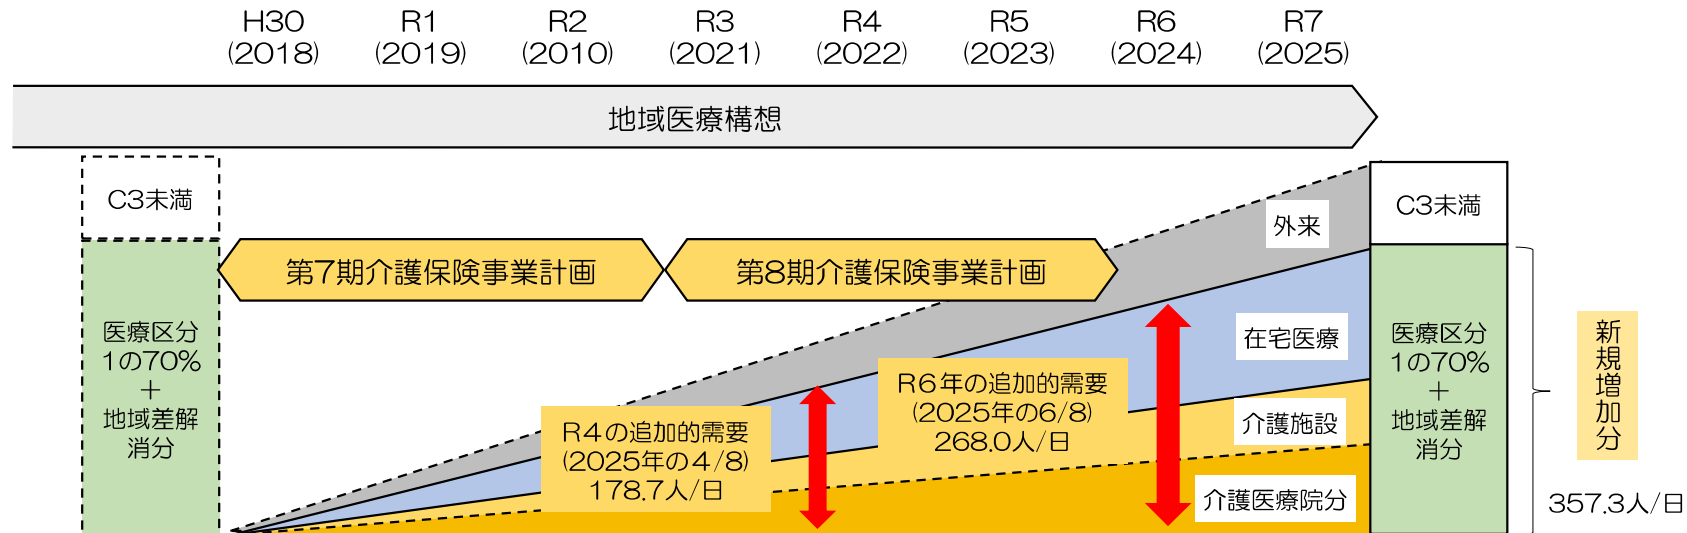 H30 R1 R2 R3 R4 R5 R6 R7
(2018) (2019) (2010) (2021) (2022) (2023) (2024) (2025)
地域医療構想
C3未満
医療区分
1の70%
+
地域差解
消分
第7期介護保険事業計画
第8期介護保険事業計画
R4の追加的需要
(2025年の4/8)
178.7人/日
R6年の追加的需要
(2025年の6/8)
268.0人/日
外来
在宅医療
介護施設
介護医療院分
C3未満
医療区分
1の70%
+
地域差解
消分
新規増加分
357.3人/日